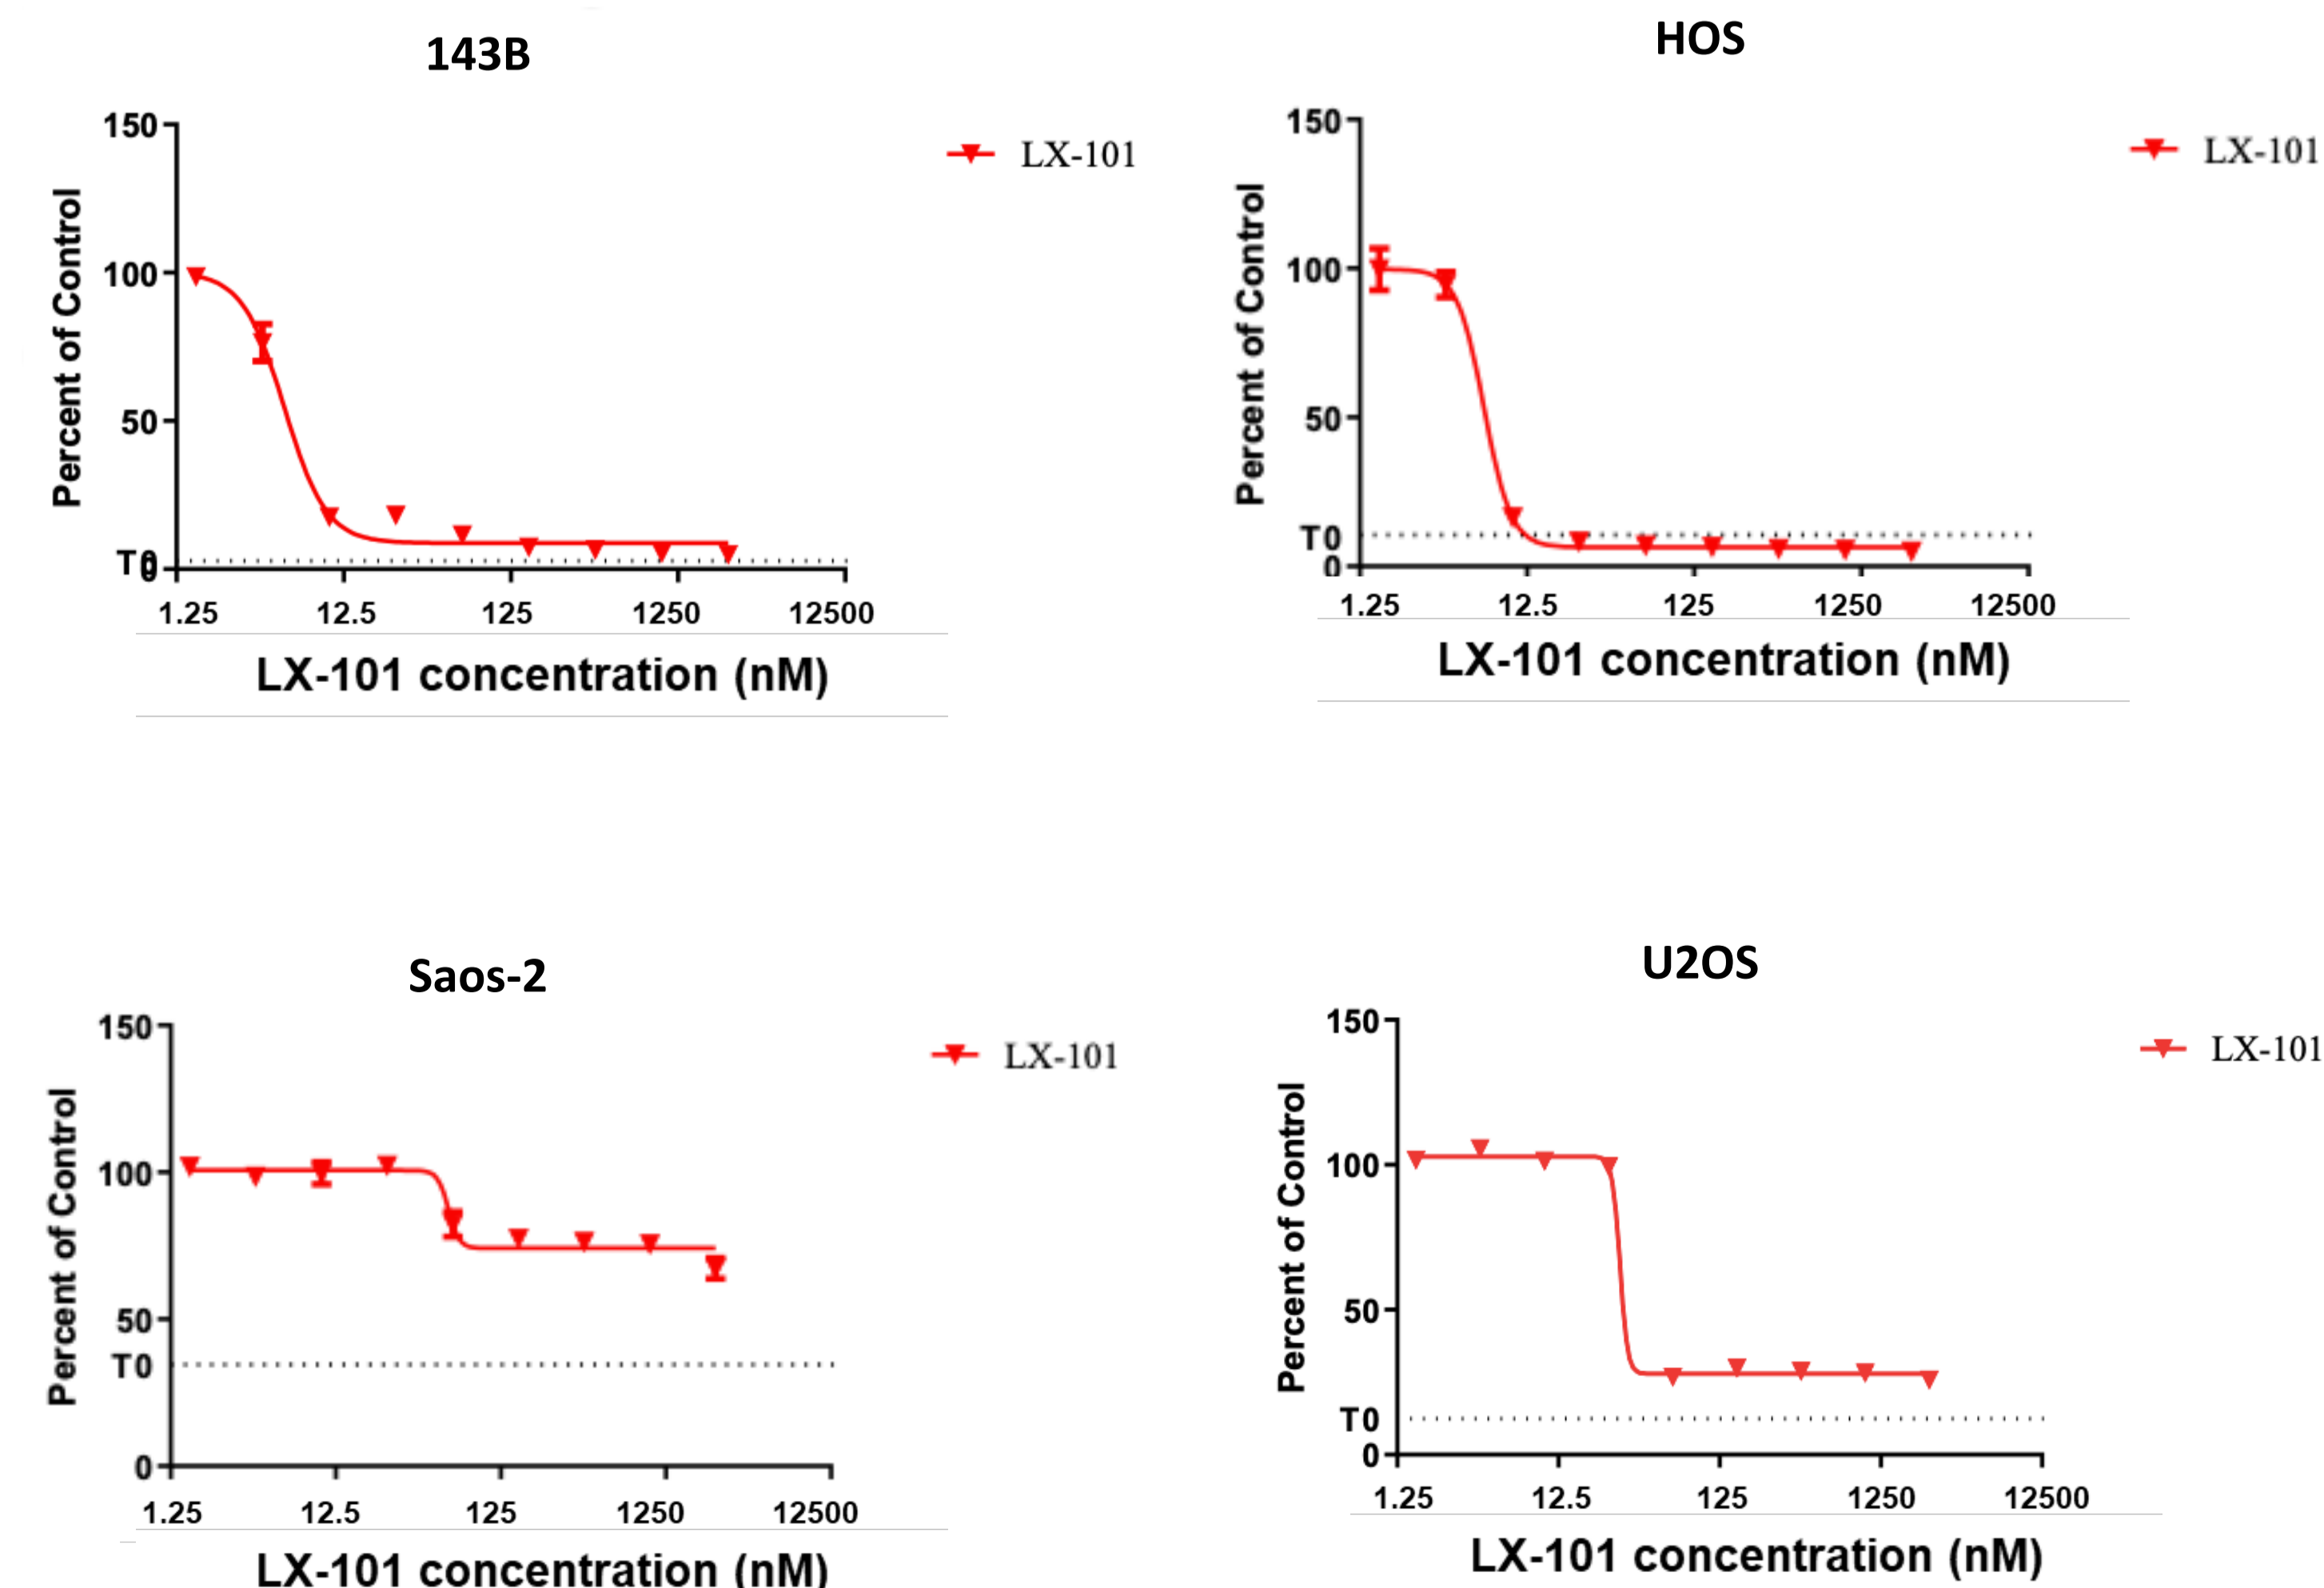 143B
150
100
50
T0
0
Percent of Control
LX-101
1.25 12.5 125 1250 12500
LX-101 concentration (nM)
HOS
150
100
50
T0
0
Percent of Control
LX-101
1.25 12.5 125 1250 12500
LX-101 concentration (nM)
Saos-2
150
100
50
T0
0
Percent of Control
LX-101
1.25 12.5 125 1250 12500
LX-101 concentration (nM)
U2OS
150
100
50
T0
0
Percent of Control
LX-101
1.25 12.5 125 1250 12500
LX-101 concentration (nM)